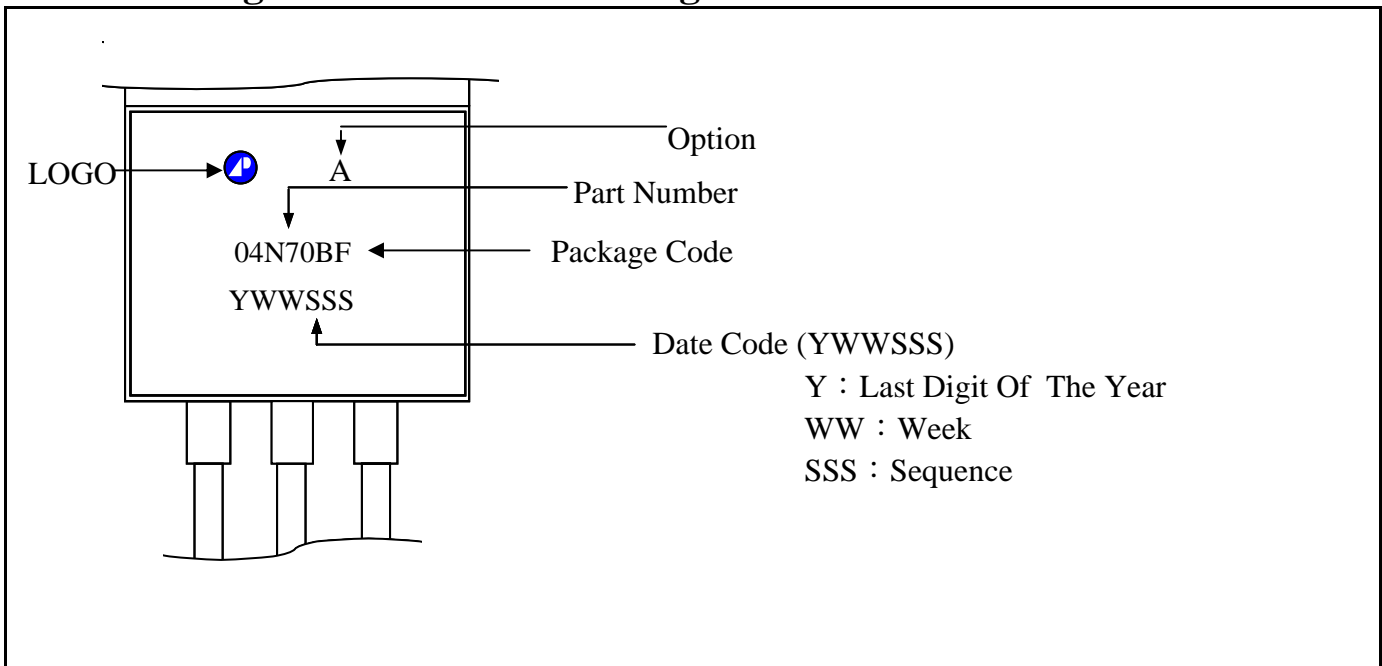 Option
LOGO
A
Part Number
04N70BF
Package Code
YWWSSS
Date Code (YWWSSS)
Y：Last Digit Of The Year
WW：Week
SSS：Sequence